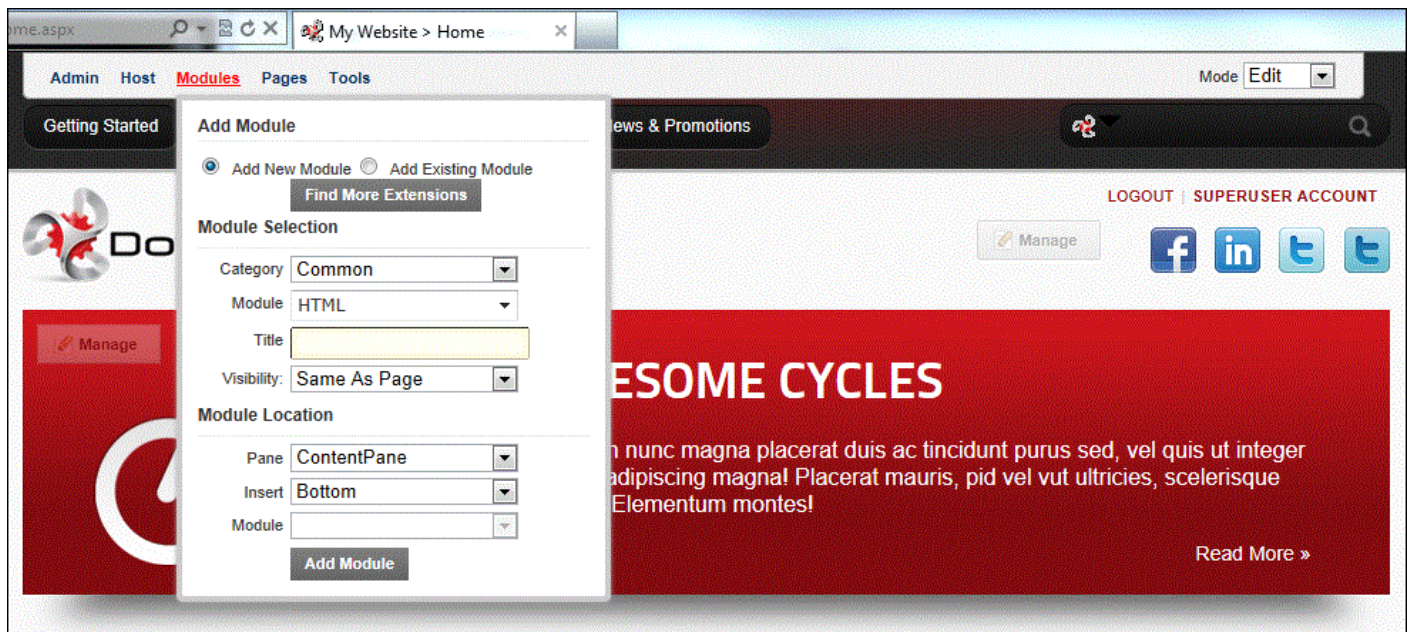 ome.aspx
My Website > Home
Admin Host Modules Pages Tools
Mode Edit
Getting Started
ews & Promotions
Add Module
Add New Module Add Existing Module
Find More Extensions
LOGOUT | SUPERUSER ACCOUNT
Module Selection
Do
Manage
Category Common
Module HTML
Title
Manage
Visibility: Same As Page
ESOME CYCLES
Module Location
Pane ContentPane
n nunc magna placerat duis ac tincidunt purus sed, vel quis ut integer
Insert Bottom
adipiscing magna! Placerat mauris, pid vel vut ultricies, scelerisque
Module
Elementum montes!
Add Module
Read More »